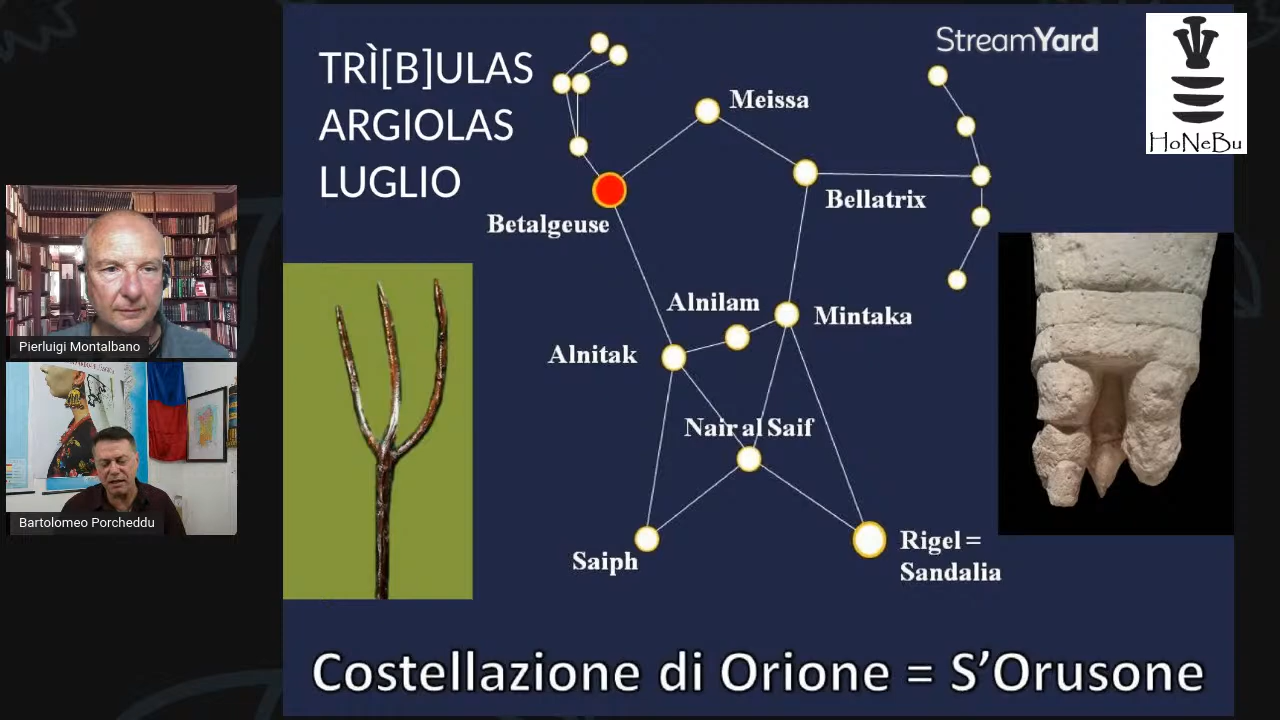 TRÌ[B]ULAS
ARGIOLAS
LUGLIO
StreamYard
HoNeBu
Meissa
Bellatrix
Betalgeuse
Alnilam
Mintaka
Alnitak
Nair al Saif
Saiph
Rigel =
Sandalia
Pierluigi Montalbano
Bartolomeo Porcheddu
Costellazione di Orione = S'Orusone